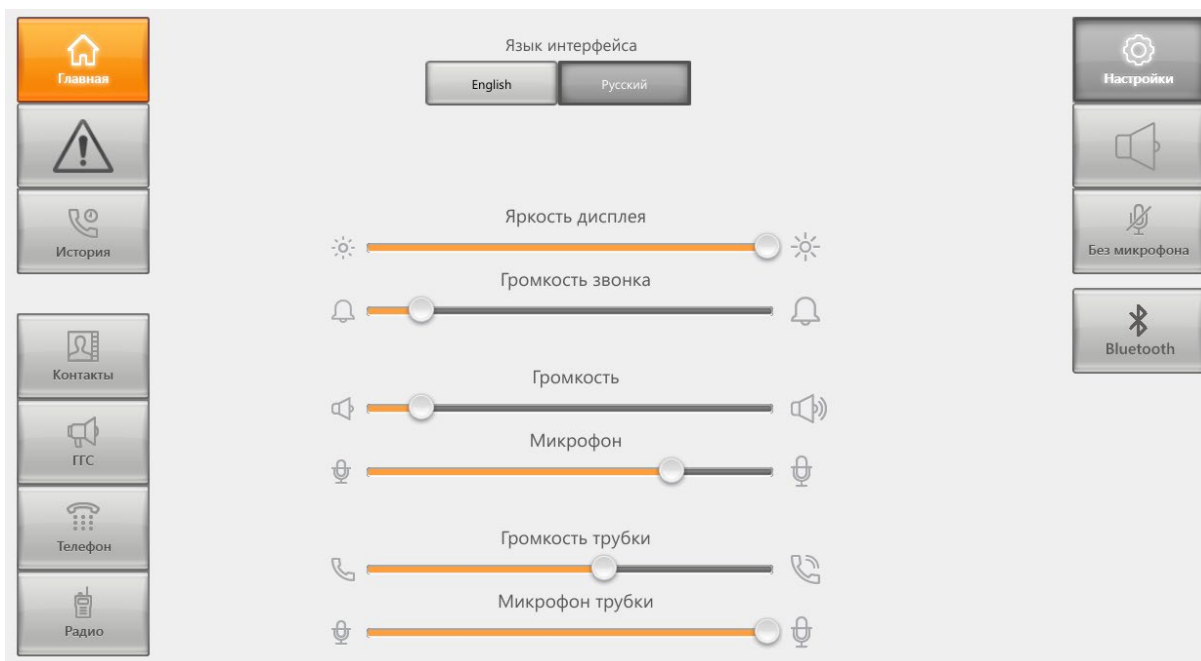 Главная
История
Контакты
ГГС
Телефон
Радио
Язык интерфейса
English
Русский
Яркость дисплея
Громкость звонка
Громкость
Микрофон
Громкость трубки
Микрофон трубки
Настройки
Без микрофона
Bluetooth